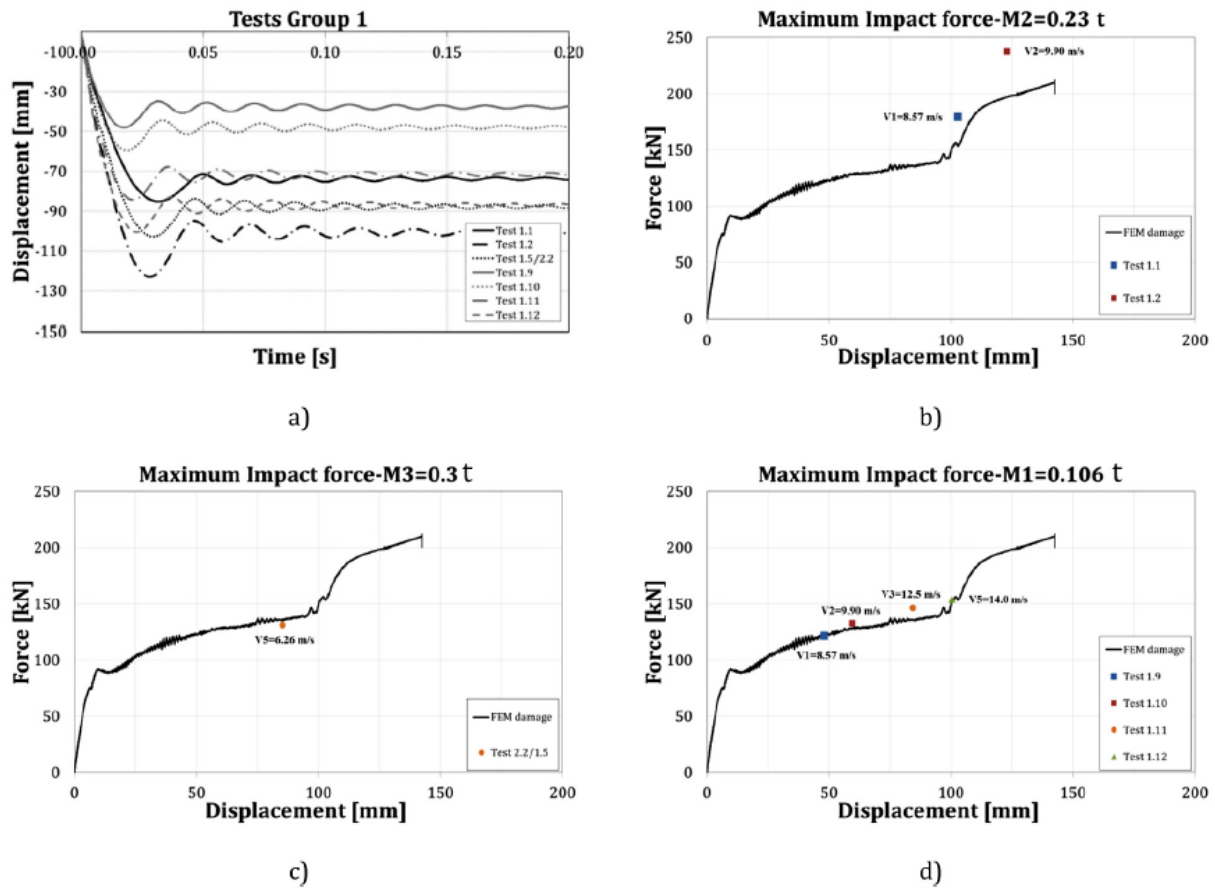 Tests Group 1
0.00 0.05 0.10 0.15 0.20
-10
-30
-50
-70
-90
-110
-130
-150
Displacement [mm]
Time [s]
Test 1.1
Test 1.2
Test 1.5/2.2
Test 1.9
Test 1.10
Test 1.11
Test 1.12
a)
Maximum Impact force-M2=0.23 t
250
200
150
100
50
0
Force [kN]
V2=9.90 m/s
V1=8.57 m/s
FEM damage
Test 1.1
Test 1.2
0 50 100 150 200
Displacement [mm]
b)
Maximum Impact force-M3=0.3 t
250
200
150
100
50
0
Force [kN]
V5=6.26 m/s
FEM damage
Test 2.2/1.5
0 50 100 150 200
Displacement [mm]
c)
Maximum Impact force-M1=0.106 t
250
200
150
100
50
0
Force [kN]
V3=12.5 m/s
V2=9.90 m/s
V5=14.0 m/s
V1=8.57 m/s
FEM damage
Test 1.9
Test 1.10
Test 1.11
Test 1.12
0 50 100 150 200
Displacement [mm]
d)